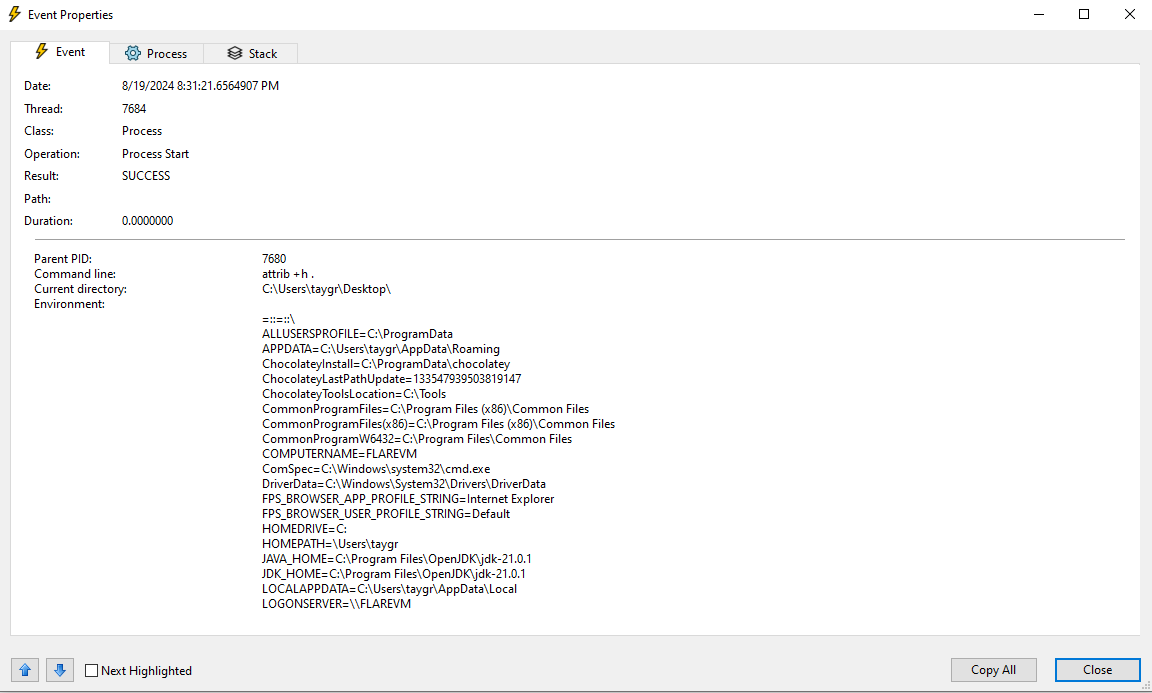 Event Properties
Event Process Stack
Date: 8/19/2024 8:31:21.6564907 PM
Thread: 7684
Class: Process
Operation: Process Start
Result: SUCCESS
Path:
Duration: 0.0000000
Parent PID: 7680
Command line: attrib +h .
Current directory: C:\Users\taygr\Desktop\
Environment:
=::=::\
ALLUSERSPROFILE=C:\ProgramData
APPDATA=C:\Users\taygr\AppData\Roaming
ChocolateyInstall=C:\ProgramData\chocolatey
ChocolateyLastPathUpdate=133547939503819147
ChocolateyToolsLocation=C:\Tools
CommonProgramFiles=C:\Program Files (x86)\Common Files
CommonProgramFiles(x86)=C:\Program Files (x86)\Common Files
CommonProgramW6432=C:\Program Files\Common Files
COMPUTERNAME=FLAREVM
ComSpec=C:\Windows\system32\cmd.exe
DriverData=C:\Windows\System32\Drivers\DriverData
FPS_BROWSER_APP_PROFILE_STRING=Internet Explorer
FPS_BROWSER_USER_PROFILE_STRING=Default
HOMEDRIVE=C:
HOMEPATH=\Users\taygr
JAVA_HOME=C:\Program Files\OpenJDK\jdk-21.0.1
JDK_HOME=C:\Program Files\OpenJDK\jdk-21.0.1
LOCALAPPDATA=C:\Users\taygr\AppData\Local
LOGONSERVER=\\FLAREVM
Next Highlighted Copy All Close